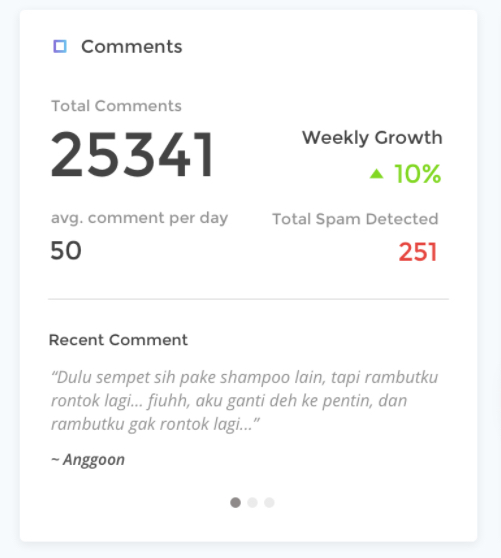 Comments
Total Comments
25341
Weekly Growth
10%
avg. comment per day
50
Total Spam Detected
251
Recent Comment
“Dulu sempet sih pake shampoo lain, tapi rambutku
rontok lagi... fiuhh, aku ganti deh ke pentin, dan
rambutku gak rontok lagi...”
~ Anggoon